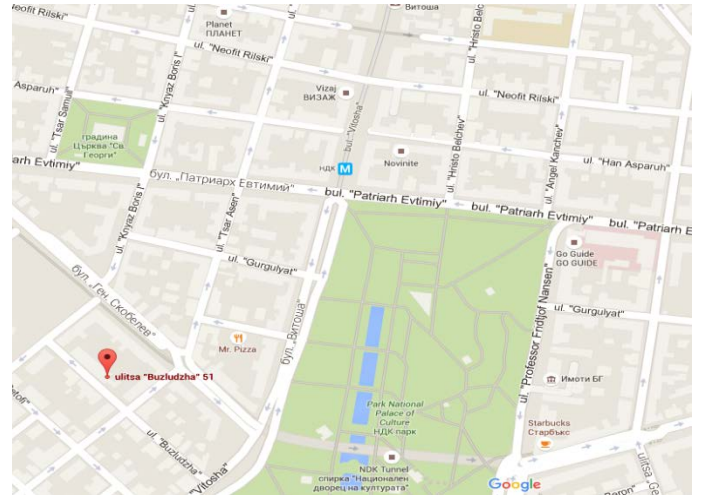 Planet
ПЛАНЕТ
Витоша
ul. "Neofit Rilski"
ul. "Hristo Belchev"
Vizaj
ВИЗАЖ
ul. "Neofit Rilski"
Asparuh"
ul. "Tsar Samuil"
ul. "Knyaz Boris I"
bul. "Vitosha"
градина
Църква "Св
Георги"
Novinite
ul. "Han Asparuh"
ul. "Hristo Belchev"
ul. "Angel Kanchev"
НДК
M
arh Evtimiy"
бул. „Патриарх Евтимий"
bul. "Patriarh Evtimiy"
bul. "Patriarh Evtimiy"
bul. "Patriarh E
ul. "Knyaz Boris I"
ul. "Tsar Asen"
ul. "Gurgulyat"
Go Guide
GO GUIDE
бул. „Ген. Скобелев"
бул. „Витоша"
ul. "Professor Fridtjof Nansen"
ul. "Gurgulyat"
Mr. Pizza
ulitsa "Buzludzha" 51
Имоти БГ
Park National
Palace of
Culture
НДК парк
Starbucks
Старбъкс
ul. "Buzludzha"
Vitosha"
NDK Tunnel
спирка "Национален
дворец на културата"
Google
ulitsa